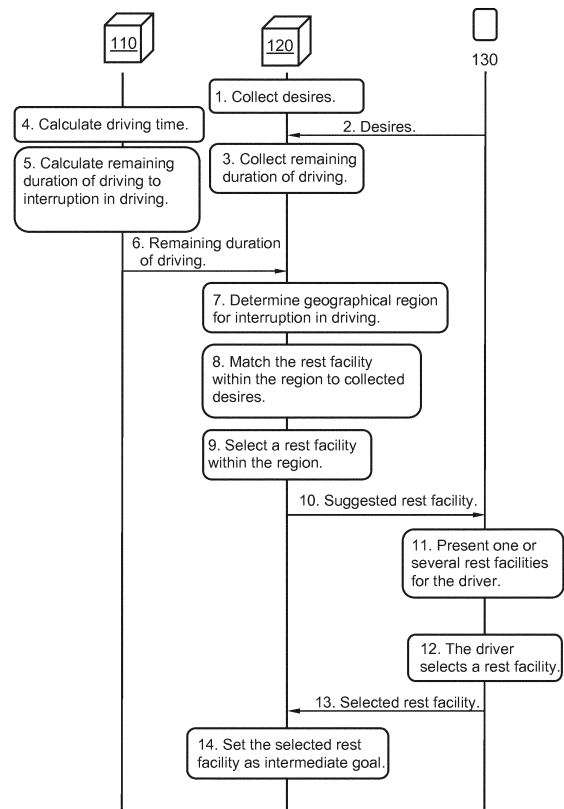 110
120
130
1. Collect desires.
4. Calculate driving time.
2. Desires.
5. Calculate remaining
duration of driving to
interruption in driving.
3. Collect remaining
duration of driving.
6. Remaining duration
of driving.
7. Determine geographical region
for interruption in driving.
8. Match the rest facility
within the region to collected
desires.
9. Select a rest facility
within the region.
10. Suggested rest facility.
11. Present one or
several rest facilities
for the driver.
12. The driver
selects a rest facility.
13. Selected rest facility.
14. Set the selected rest
facility as intermediate goal.